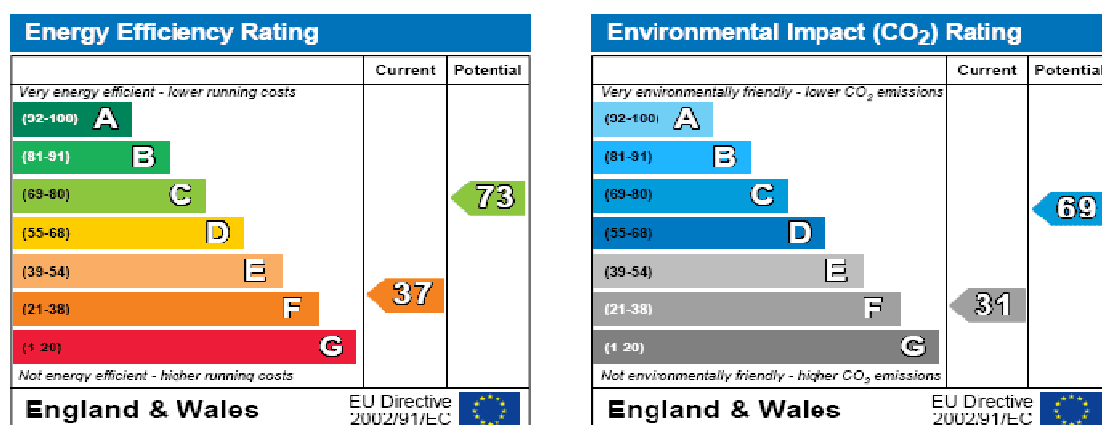 Energy Efficiency Rating
Current Potential
Very energy efficient - lower running costs
(92-100) A
(81-91) B
(69-80) C
73
(55-68) D
(39-54) E
37
(21-38) F
(1 20) G
Not energy efficient - higher running costs
England & Wales
EU Directive
2002/91/EC
Environmental Impact (CO2) Rating
Current Potential
Very environmentally friendly - lower CO2 emissions
(92-100) A
(81-91) B
(69-80) C
69
(55-68) D
(39-54) E
(21-38) F
31
(1 20) G
Not environmentally friendly - higher CO2 emissions
England & Wales
EU Directive
2002/91/EC